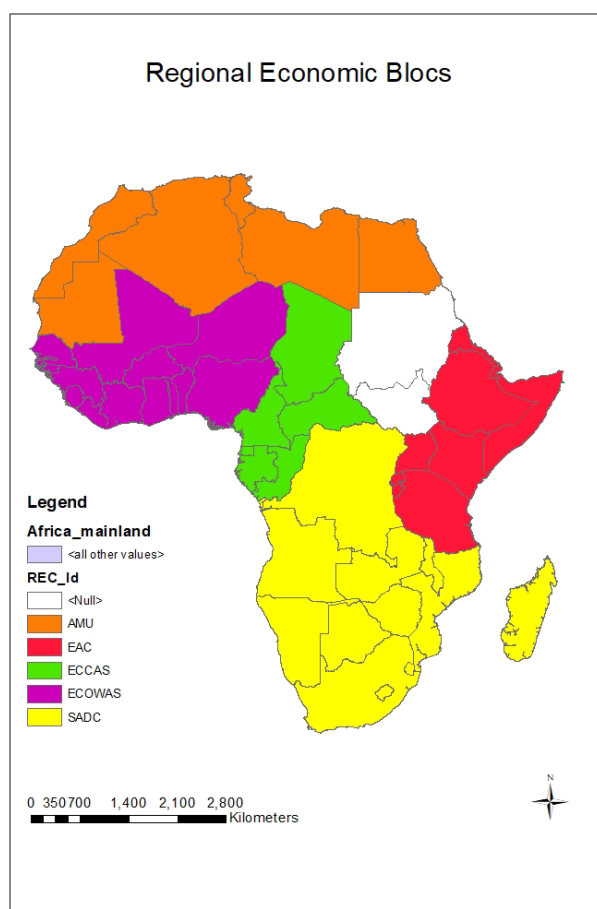 Regional Economic Blocs
Legend
Africa_mainland
<all other values>
REC_Id
<Null>
AMU
EAC
ECCAS
ECOWAS
SADC
N
0 350700 1,400 2,100 2,800
Kilometers